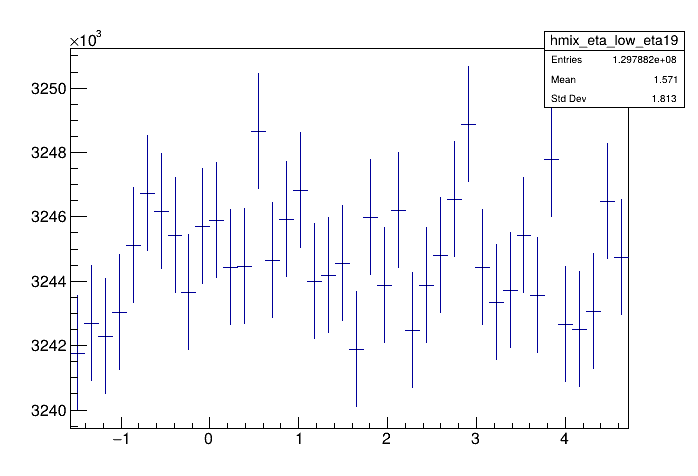 ×10³
hmix_eta_low_eta19
Entries 1.297882e+08
Mean 1.571
Std Dev 1.813
3250
3248
3246
3244
3242
3240
−1 0 1 2 3 4